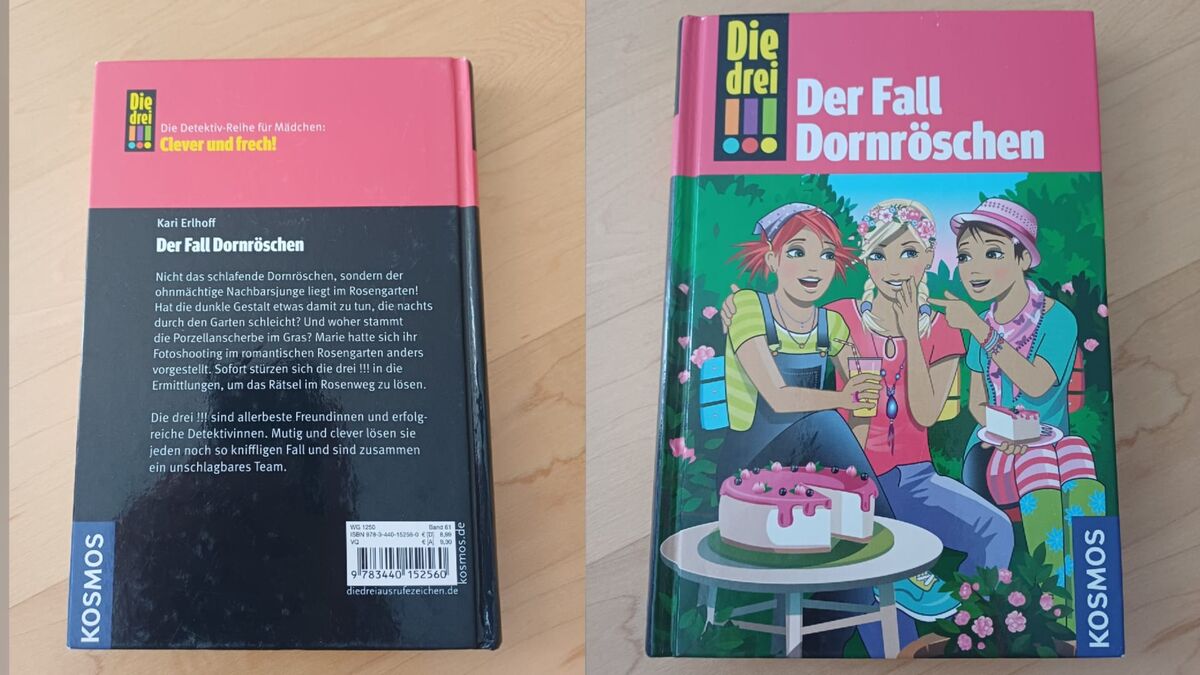 Die
drei
!!!
Die Detektiv-Reihe für Mädchen:
Clever und frech!
Kari Erlhoff
Der Fall Dornröschen
Nicht das schlafende Dornröschen, sondern der
ohnmächtige Nachbarsjunge liegt im Rosengarten!
Hat die dunkle Gestalt etwas damit zu tun, die nachts
durch den Garten schleicht? Und woher stammt
die Porzellanscherbe im Gras? Marie hatte sich ihr
Fotoshooting im romantischen Rosengarten anders
vorgestellt. Sofort stürzen sich die drei !!! in die
Ermittlungen, um das Rätsel im Rosenweg zu lösen.
Die drei !!! sind allerbeste Freundinnen und erfolg-
reiche Detektivinnen. Mutig und clever lösen sie
jeden noch so kniffligen Fall und sind zusammen
ein unschlagbares Team.
WG 1250 Band 61
ISBN 978-3-440-15256-0 € [D] 8,99
VQ € [A] 9,30
9 783440 152560
diedreiausrufezeichen.de
kosmos.de
KOSMOS
Die
drei
!!!
Der Fall
Dornröschen
KOSMOS